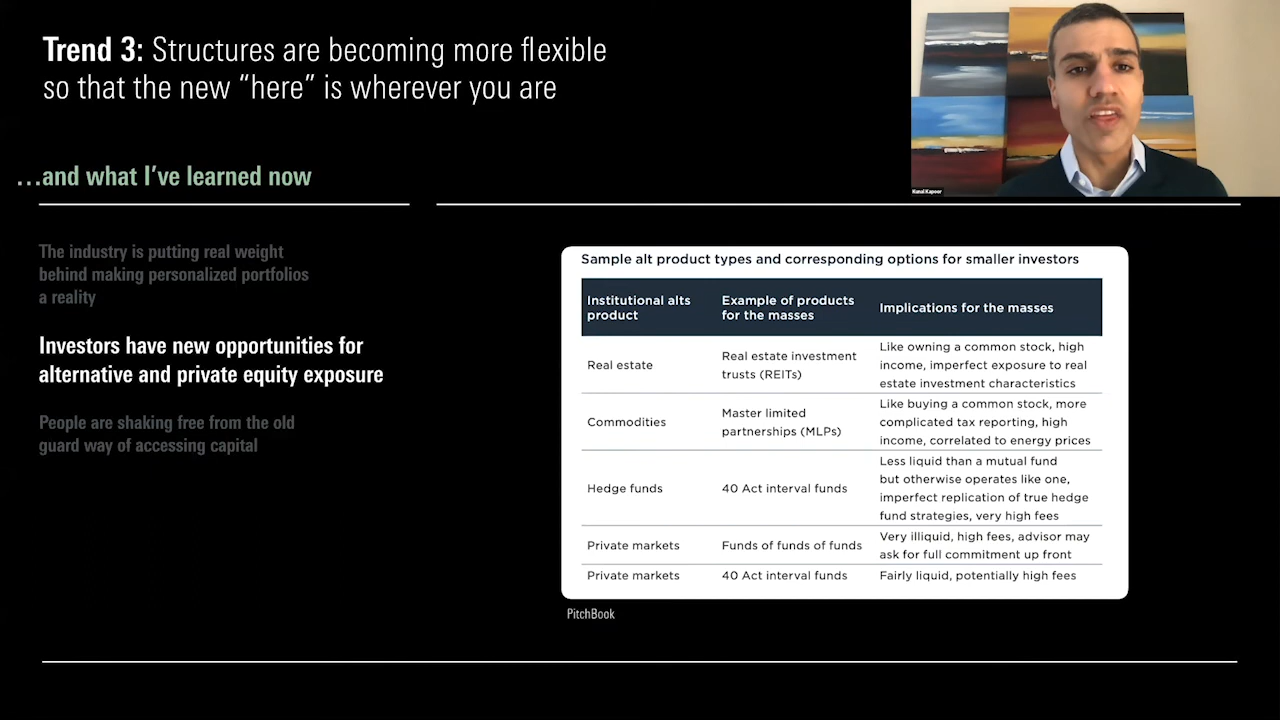 Trend 3: Structures are becoming more flexible
so that the new “here” is wherever you are
Kunal Kapoor
…and what I’ve learned now
The industry is putting real weight
behind making personalized portfolios
a reality
Investors have new opportunities for
alternative and private equity exposure
People are shaking free from the old
guard way of accessing capital
Sample alt product types and corresponding options for smaller investors
Institutional alts
product
Example of products
for the masses
Implications for the masses
Real estate
Real estate investment
trusts (REITs)
Like owning a common stock, high
income, imperfect exposure to real
estate investment characteristics
Commodities
Master limited
partnerships (MLPs)
Like buying a common stock, more
complicated tax reporting, high
income, correlated to energy prices
Hedge funds
40 Act interval funds
Less liquid than a mutual fund
but otherwise operates like one,
imperfect replication of true hedge
fund strategies, very high fees
Private markets
Funds of funds of funds
Very illiquid, high fees, advisor may
ask for full commitment up front
Private markets
40 Act interval funds
Fairly liquid, potentially high fees
PitchBook